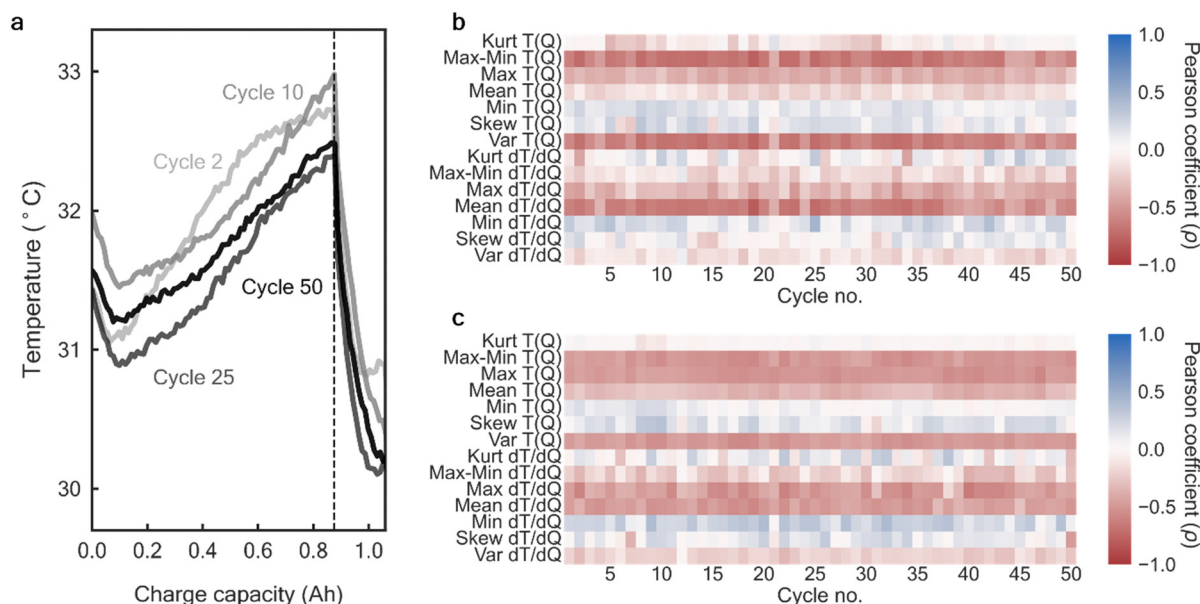 a
33
32
31
30
Temperature (°C)
Cycle 10
Cycle 2
Cycle 50
Cycle 25
0.0 0.2 0.4 0.6 0.8 1.0
Charge capacity (Ah)
b
Kurt T(Q)
Max-Min T(Q)
Max T(Q)
Mean T(Q)
Min T(Q)
Skew T(Q)
Var T(Q)
Kurt dT/dQ
Max-Min dT/dQ
Max dT/dQ
Mean dT/dQ
Min dT/dQ
Skew dT/dQ
Var dT/dQ
5 10 15 20 25 30 35 40 45 50
Cycle no.
1.0
0.5
0.0
−0.5
−1.0
Pearson coefficient (ρ)
c
Kurt T(Q)
Max-Min T(Q)
Max T(Q)
Mean T(Q)
Min T(Q)
Skew T(Q)
Var T(Q)
Kurt dT/dQ
Max-Min dT/dQ
Max dT/dQ
Mean dT/dQ
Min dT/dQ
Skew dT/dQ
Var dT/dQ
5 10 15 20 25 30 35 40 45 50
Cycle no.
1.0
0.5
0.0
−0.5
−1.0
Pearson coefficient (ρ)